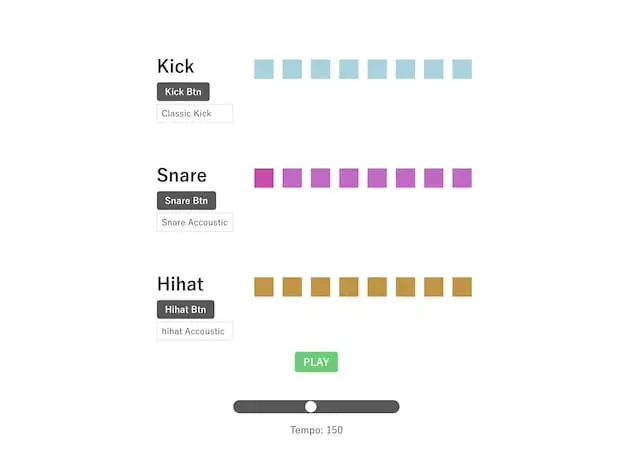 Kick
Kick Btn
Classic Kick
Snare
Snare Btn
Snare Accoustic
Hihat
Hihat Btn
hihat Accoustic
PLAY
Tempo: 150